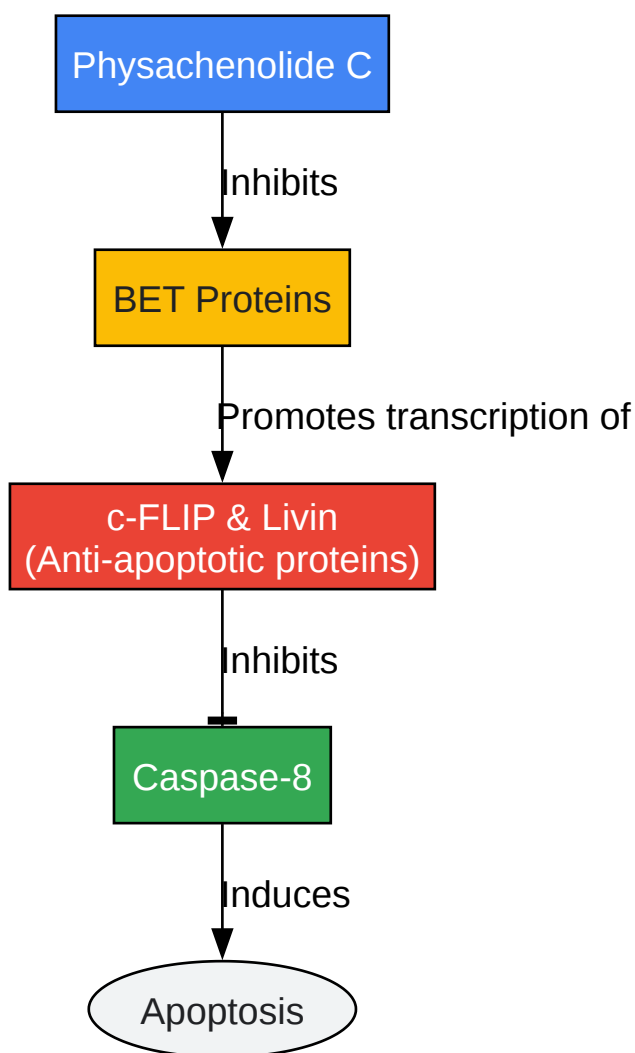 Physachenolide C
Inhibits
BET Proteins
Promotes transcription of
c-FLIP & Livin
(Anti-apoptotic proteins)
Inhibits
Caspase-8
Induces
Apoptosis